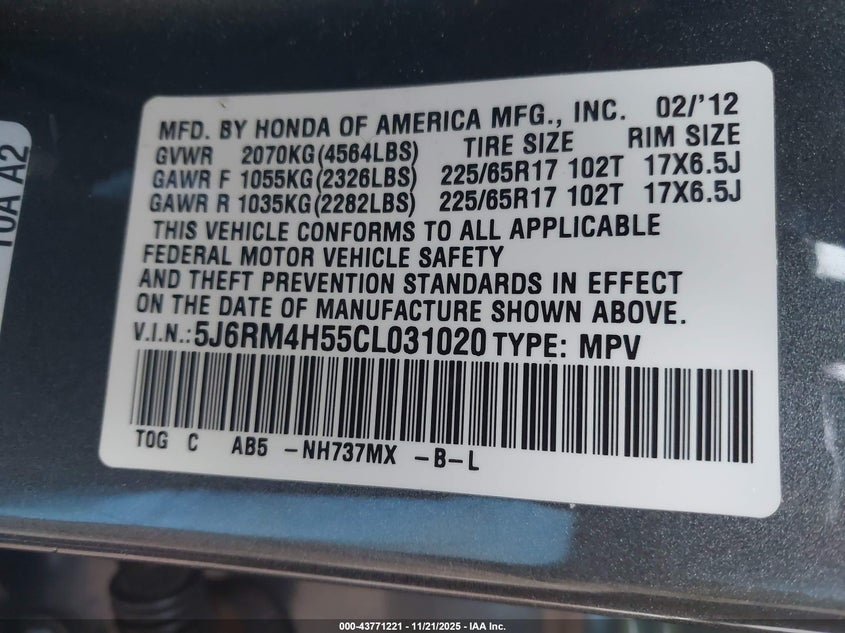 MFD. BY HONDA OF AMERICA MFG., INC. 02/'12
GVWR 2070KG(4564LBS) TIRE SIZE RIM SIZE
GAWR F 1055KG(2326LBS) 225/65R17 102T 17X6.5J
GAWR R 1035KG(2282LBS) 225/65R17 102T 17X6.5J
THIS VEHICLE CONFORMS TO ALL APPLICABLE
FEDERAL MOTOR VEHICLE SAFETY
AND THEFT PREVENTION STANDARDS IN EFFECT
ON THE DATE OF MANUFACTURE SHOWN ABOVE.
V.I.N.:5J6RM4H55CL031020 TYPE: MPV
TOG C AB5 -NH737MX -B-L
10A A2
000-43771221 - 11/21/2025 - IAA Inc.